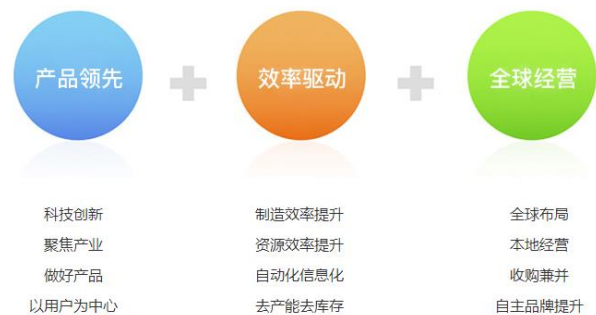 产品领先
效率驱动
全球经营
科技创新
聚焦产业
做好产品
以用户为中心
制造效率提升
资源效率提升
自动化信息化
去产能去库存
全球布局
本地经营
收购兼并
自主品牌提升